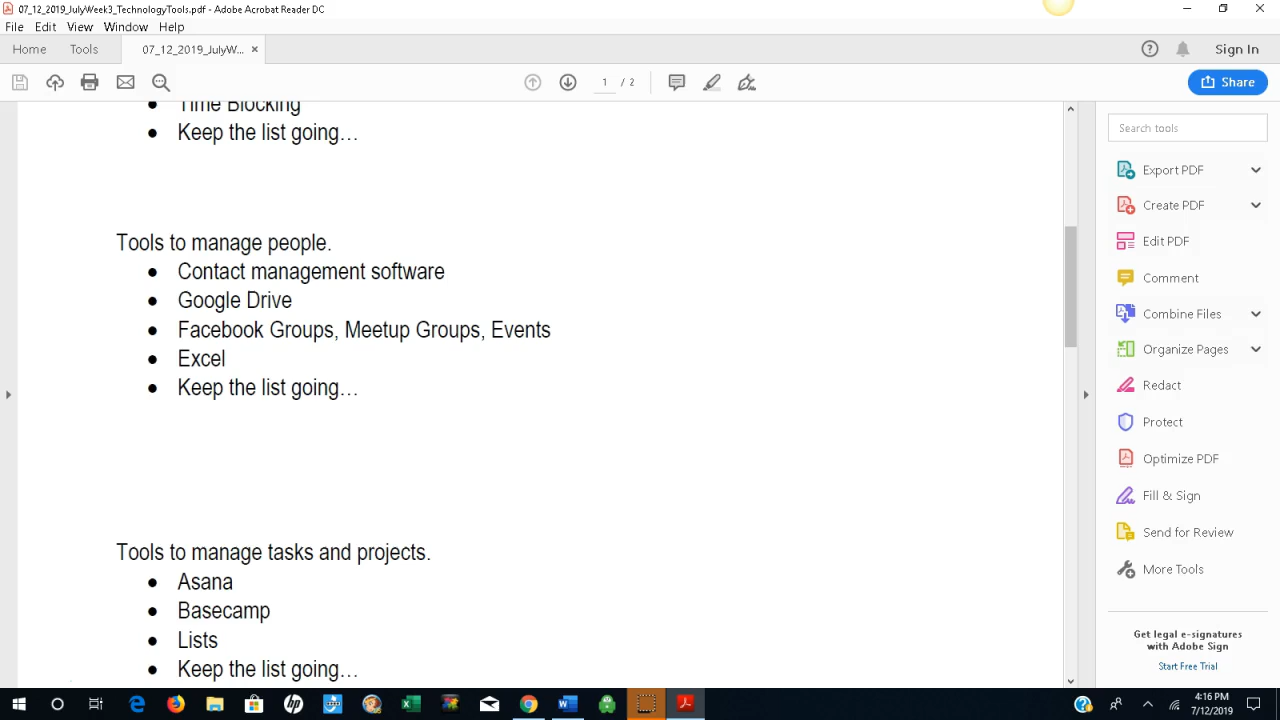 07_12_2019_JulyWeek3_TechnologyTools.pdf - Adobe Acrobat Reader DC
File Edit View Window Help
Home Tools 07_12_2019_JulyW... × Sign In
1 / 2 Share
Time Blocking
Keep the list going…
Tools to manage people.
Contact management software
Google Drive
Facebook Groups, Meetup Groups, Events
Excel
Keep the list going…
Tools to manage tasks and projects.
Asana
Basecamp
Lists
Keep the list going…
Search tools
Export PDF
Create PDF
Edit PDF
Comment
Combine Files
Organize Pages
Redact
Protect
Optimize PDF
Fill & Sign
Send for Review
More Tools
Get legal e-signatures
with Adobe Sign
Start Free Trial
4:16 PM
7/12/2019